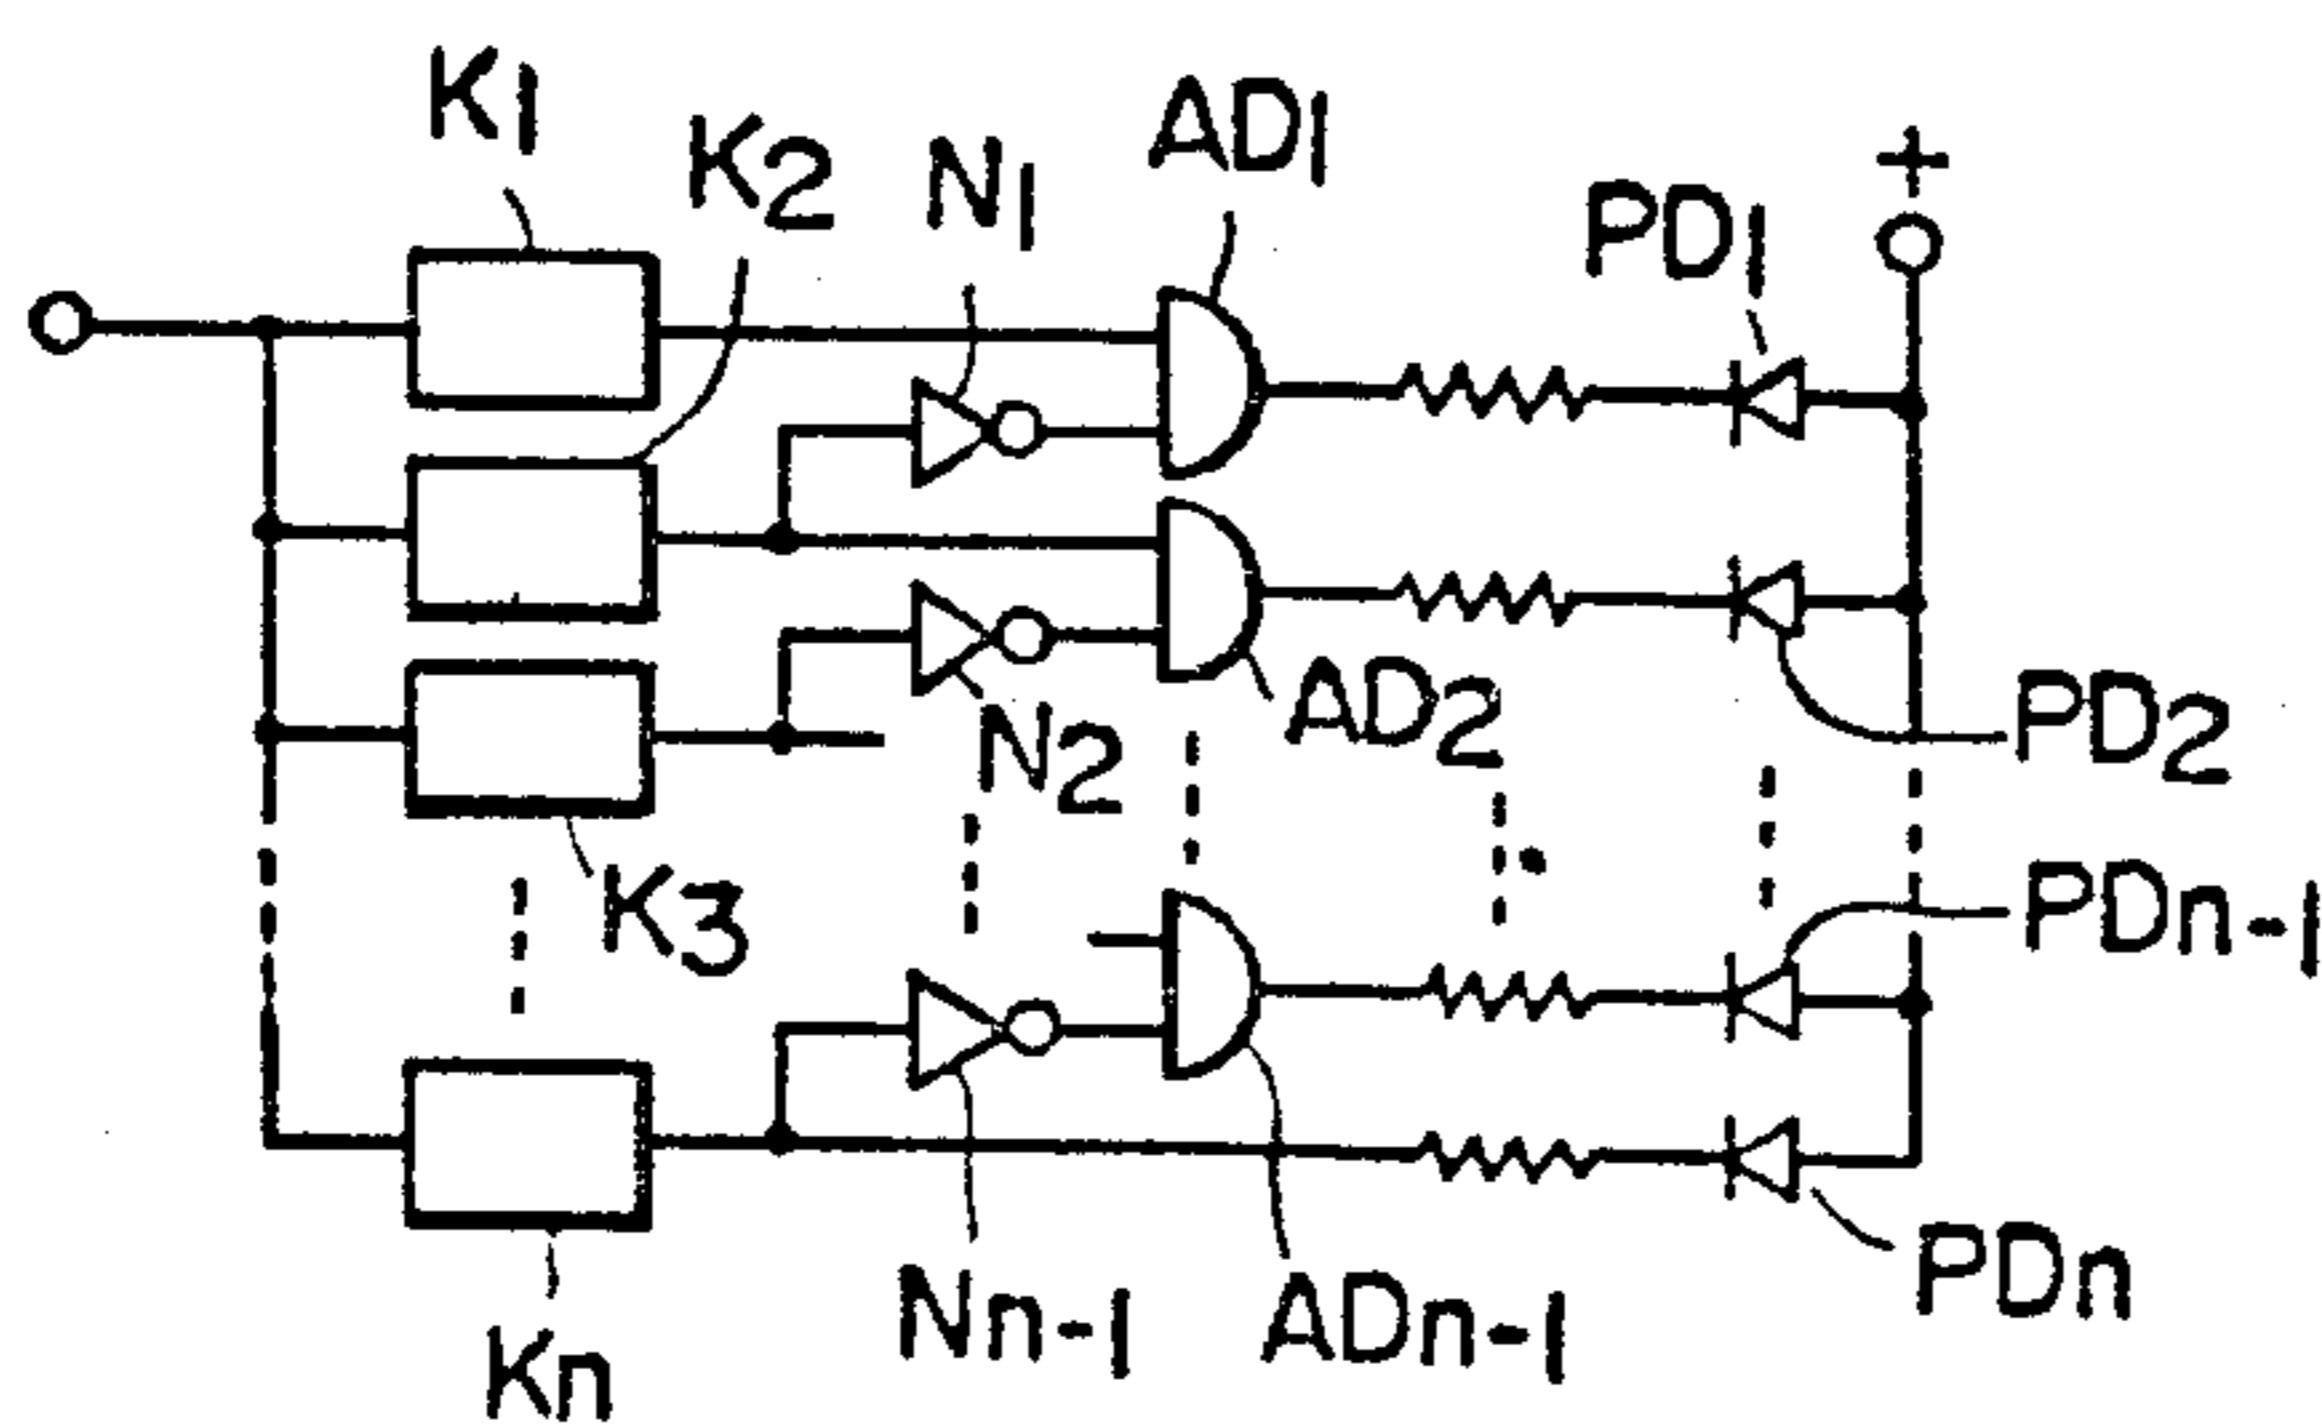 K1
K2
N1
AD1
PD1
+
N2
AD2
PD2
K3
PDn-1
Kn
Nn-1
ADn-1
PDn